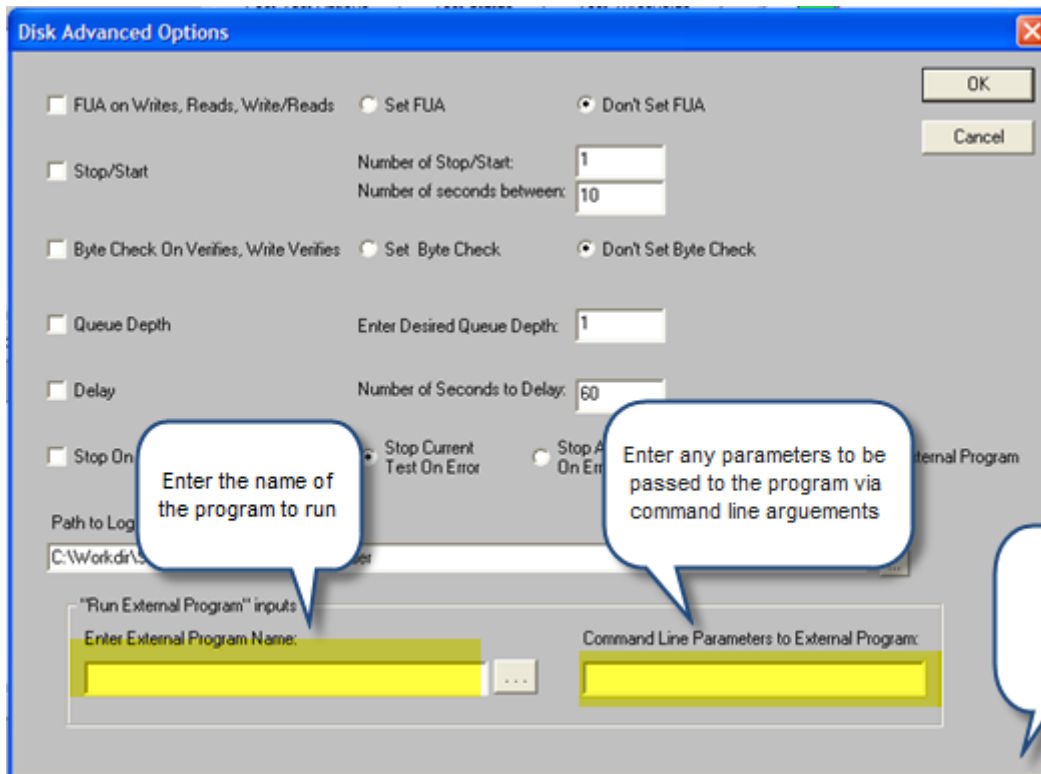 Disk Advanced Options
OK
Cancel
FUA on Writes, Reads, Write/Reads Set FUA Don't Set FUA
Stop/Start Number of Stop/Start: 1
Number of seconds between: 10
Byte Check On Verifies, Write Verifies Set Byte Check Don't Set Byte Check
Queue Depth Enter Desired Queue Depth: 1
Delay Number of Seconds to Delay: 60
Stop On Stop Current
Test On Error
Stop
On
External Program
Enter the name of
the program to run
Enter any parameters to be
passed to the program via
command line arguements
Path to Log
C:\Workdir\
"Run External Program" inputs
Enter External Program Name: Command Line Parameters to External Program:
...